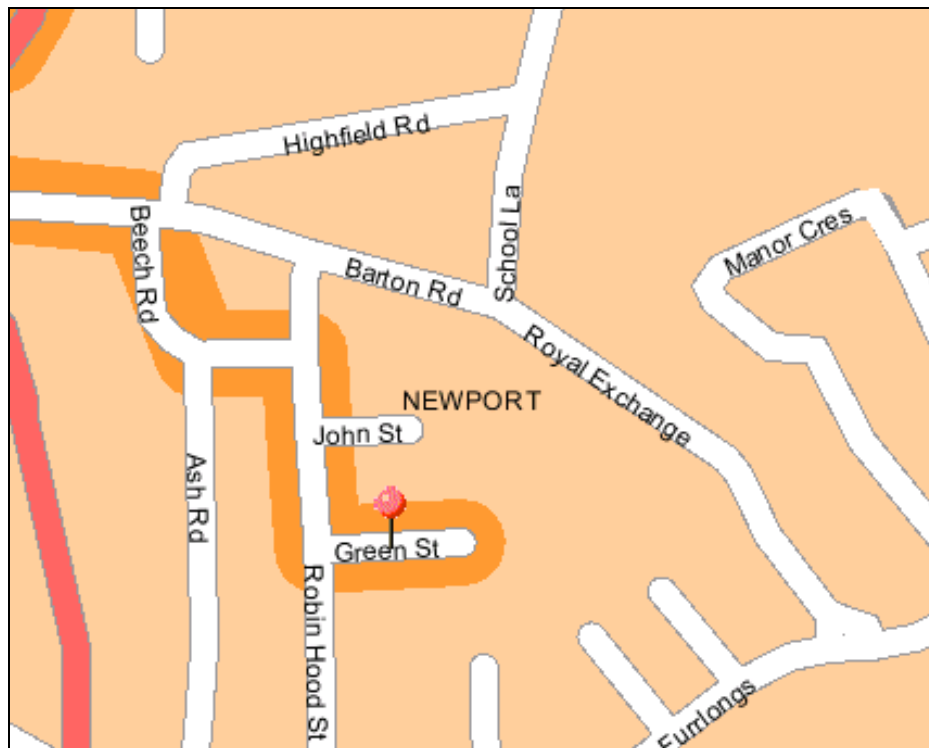 Highfield Rd
School La
Beech Rd
Manor Cres
Barton Rd
Royal Exchange
NEWPORT
John St
Ash Rd
Green St
Robin Hood St
Furrlongs